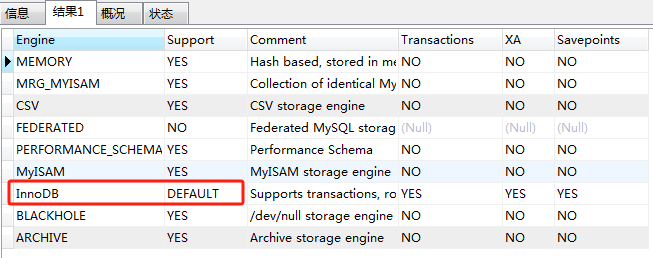 信息 结果1 概况 状态
Engine Support Comment Transactions XA Savepoints
MEMORY YES Hash based, stored in me NO NO NO
MRG_MYISAM YES Collection of identical My NO NO NO
CSV YES CSV storage engine NO NO NO
FEDERATED NO Federated MySQL storag (Null) (Null) (Null)
PERFORMANCE_SCHEMA YES Performance Schema NO NO NO
MyISAM YES MyISAM storage engine NO NO NO
InnoDB DEFAULT Supports transactions, ro YES YES YES
BLACKHOLE YES /dev/null storage engine NO NO NO
ARCHIVE YES Archive storage engine NO NO NO